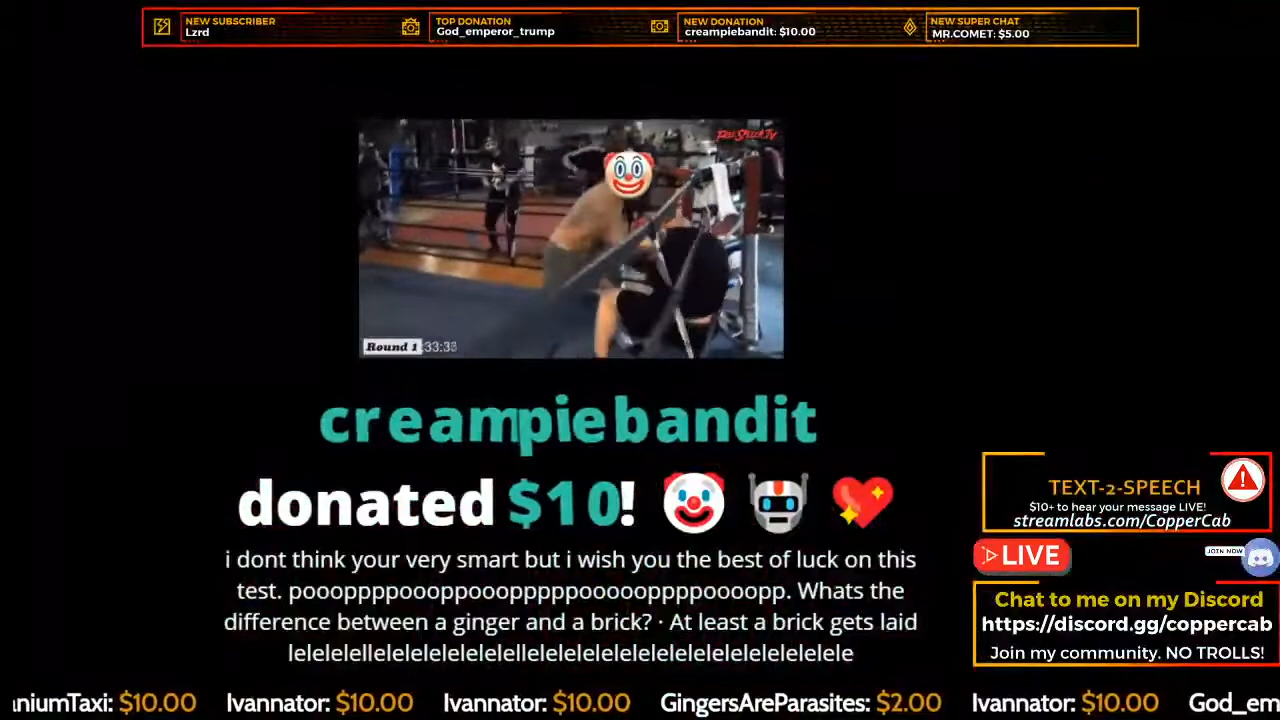 NEW SUBSCRIBER
Lzrd
TOP DONATION
God_emperor_trump
NEW DONATION
creampiebandit: $10.00
NEW SUPER CHAT
MR.COMET: $5.00
Round 1 :33:33
creampiebandit
donated $10!
i dont think your very smart but i wish you the best of luck on this
test. poooppppoooppooopppppooooopppppoooopp. Whats the
difference between a ginger and a brick? · At least a brick gets laid
lelelelellelelelelelelelellelelelelelelelelelelelelelele
TEXT-2-SPEECH
$10+ to hear your message LIVE!
streamlabs.com/CopperCab
LIVE
JOIN NOW
Chat to me on my Discord
https://discord.gg/coppercab
Join my community. NO TROLLS!
niumTaxi: $10.00 Ivannator: $10.00 Ivannator: $10.00 GingersAreParasites: $2.00 Ivannator: $10.00 God_em